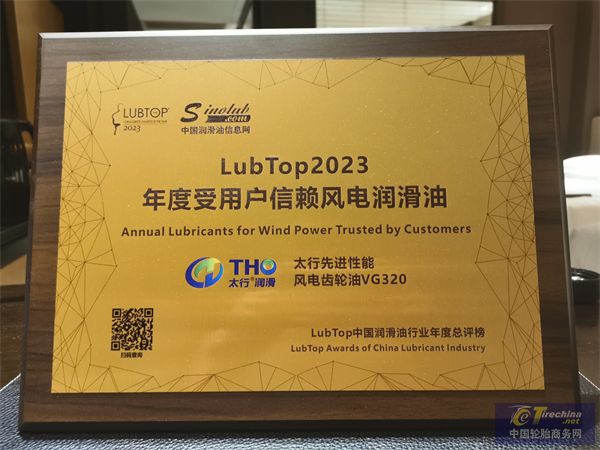 LUBTOP
2023
Sinolub
.com
中国润滑油信息网
LubTop2023
年度受用户信赖风电润滑油
Annual Lubricants for Wind Power Trusted by Customers
THO
太行®润滑
太行先进性能
风电齿轮油VG320
扫码查询
LubTop中国润滑油行业年度总评榜
LubTop Awards of China Lubricant Industry
Tirechina
.net
中国轮胎商务网